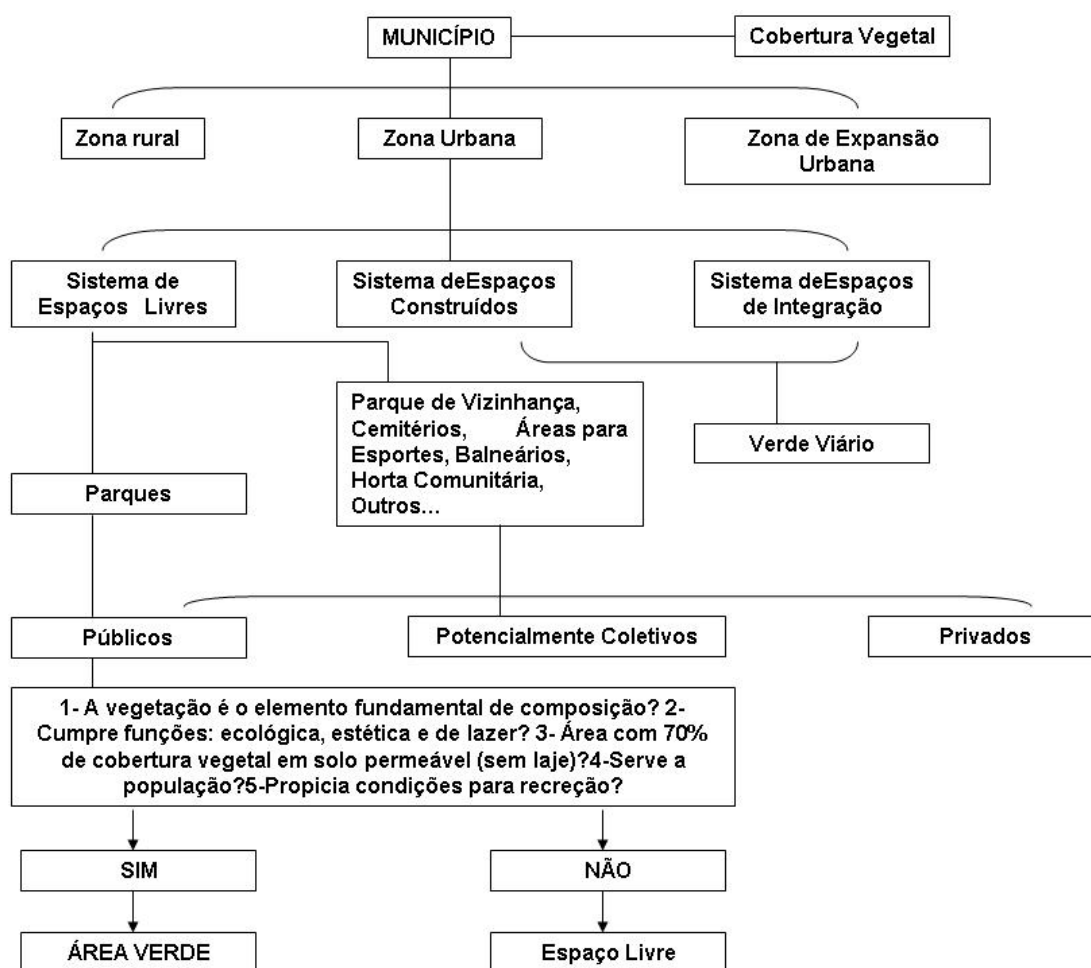 MUNICÍPIO
Cobertura Vegetal
Zona rural
Zona Urbana
Zona de Expansão
Urbana
Sistema de
Espaços Livres
Sistema deEspaços
Construídos
Sistema deEspaços
de Integração
Parque de Vizinhança,
Cemitérios, Áreas para
Esportes, Balneários,
Horta Comunitária,
Outros...
Verde Viário
Parques
Públicos
Potencialmente Coletivos
Privados
1- A vegetação é o elemento fundamental de composição? 2-
Cumpre funções: ecológica, estética e de lazer? 3- Área com 70%
de cobertura vegetal em solo permeável (sem laje)?4-Serve a
população?5-Propicia condições para recreção?
SIM
NÃO
ÁREA VERDE
Espaço Livre